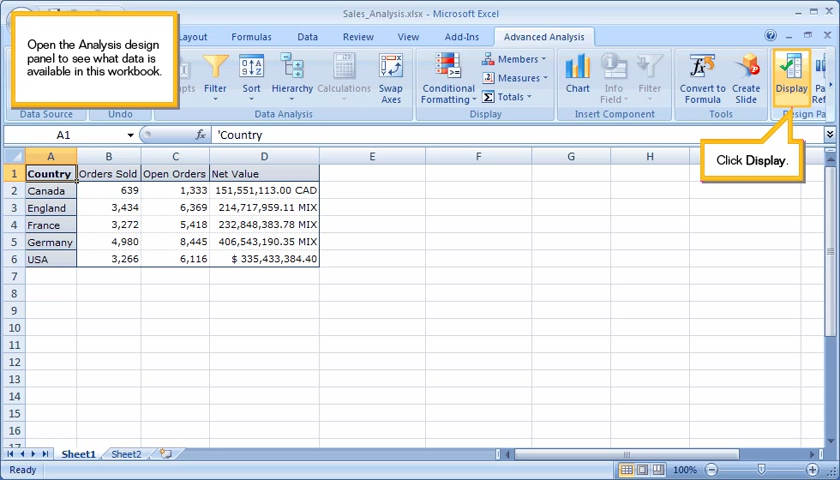 Sales_Analysis.xlsx - Microsoft Excel
Open the Analysis design
panel to see what data is
available in this workbook.
Layout Formulas Data Review View Add-Ins Advanced Analysis
Filter Sort Hierarchy Calculations Swap Axes
Conditional Formatting Members Measures Totals
Chart Info Field Insert Filter
Convert to Formula Create Slide
Display
Data Source Undo Data Analysis Display Insert Component Tools Design Pa
A1 fx 'Country
Click Display.
A B C D E F G H
1 Country Orders Sold Open Orders Net Value
2 Canada 639 1,333 151,551,113.00 CAD
3 England 3,434 6,369 214,717,959.11 MIX
4 France 3,272 5,418 232,848,383.78 MIX
5 Germany 4,980 8,445 406,543,190.35 MIX
6 USA 3,266 6,116 $ 335,433,384.40
7
8
9
10
11
12
13
14
15
16
17
Sheet1 Sheet2
Ready 100%